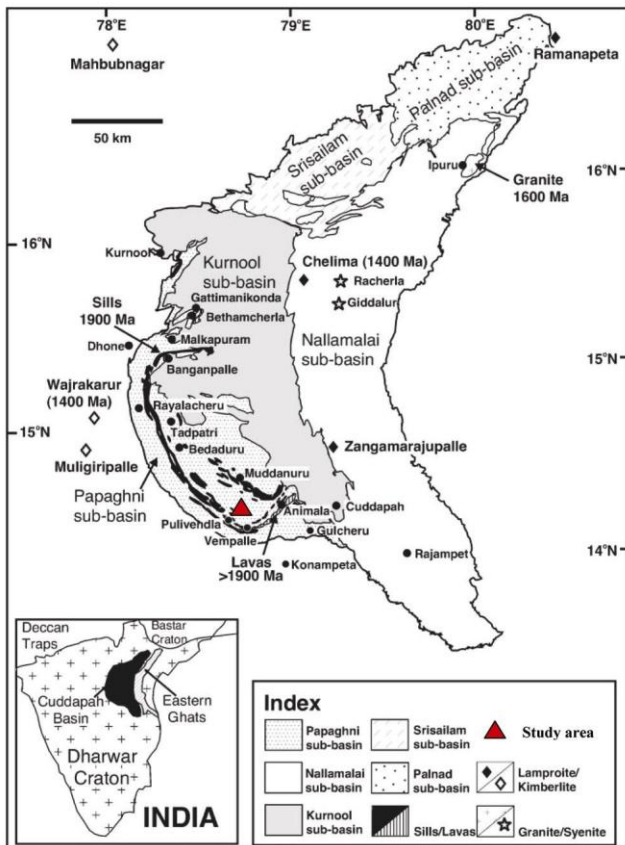 78°E
79°E
80°E
Mahbubnagar
Ramanapeta
50 km
Palnad sub-basin
Srisailam
sub-basin
Ipuru
16°N
Granite
1600 Ma
16°N
Kurnool
Kurnool
sub-basin
Chelima (1400 Ma)
Racherla
Giddalur
Gattimanikonda
Bethamcherla
Sills
1900 Ma
Nallamalai
sub-basin
Malkapuram
Dhone
Banganpalle
15°N
Wajrakarur
(1400 Ma)
Rayalacheru
Tadpatri
15°N
Bedaduru
Zangamarajupalle
Muligiripalle
Muddanuru
Papaghni
sub-basin
Animala
Cuddapah
Pulivendla
Gulcheru
Vempalle
Lavas
>1900 Ma
Konampeta
Rajampet
14°N
Deccan
Traps
Bastar
Craton
Cuddapah
Basin
Eastern
Ghats
Dharwar
Craton
INDIA
Index
Papaghni
sub-basin
Srisailam
sub-basin
Study area
Nallamalai
sub-basin
Palnad
sub-basin
Lamproite/
Kimberlite
Kurnool
sub-basin
Sills/Lavas
Granite/Syenite